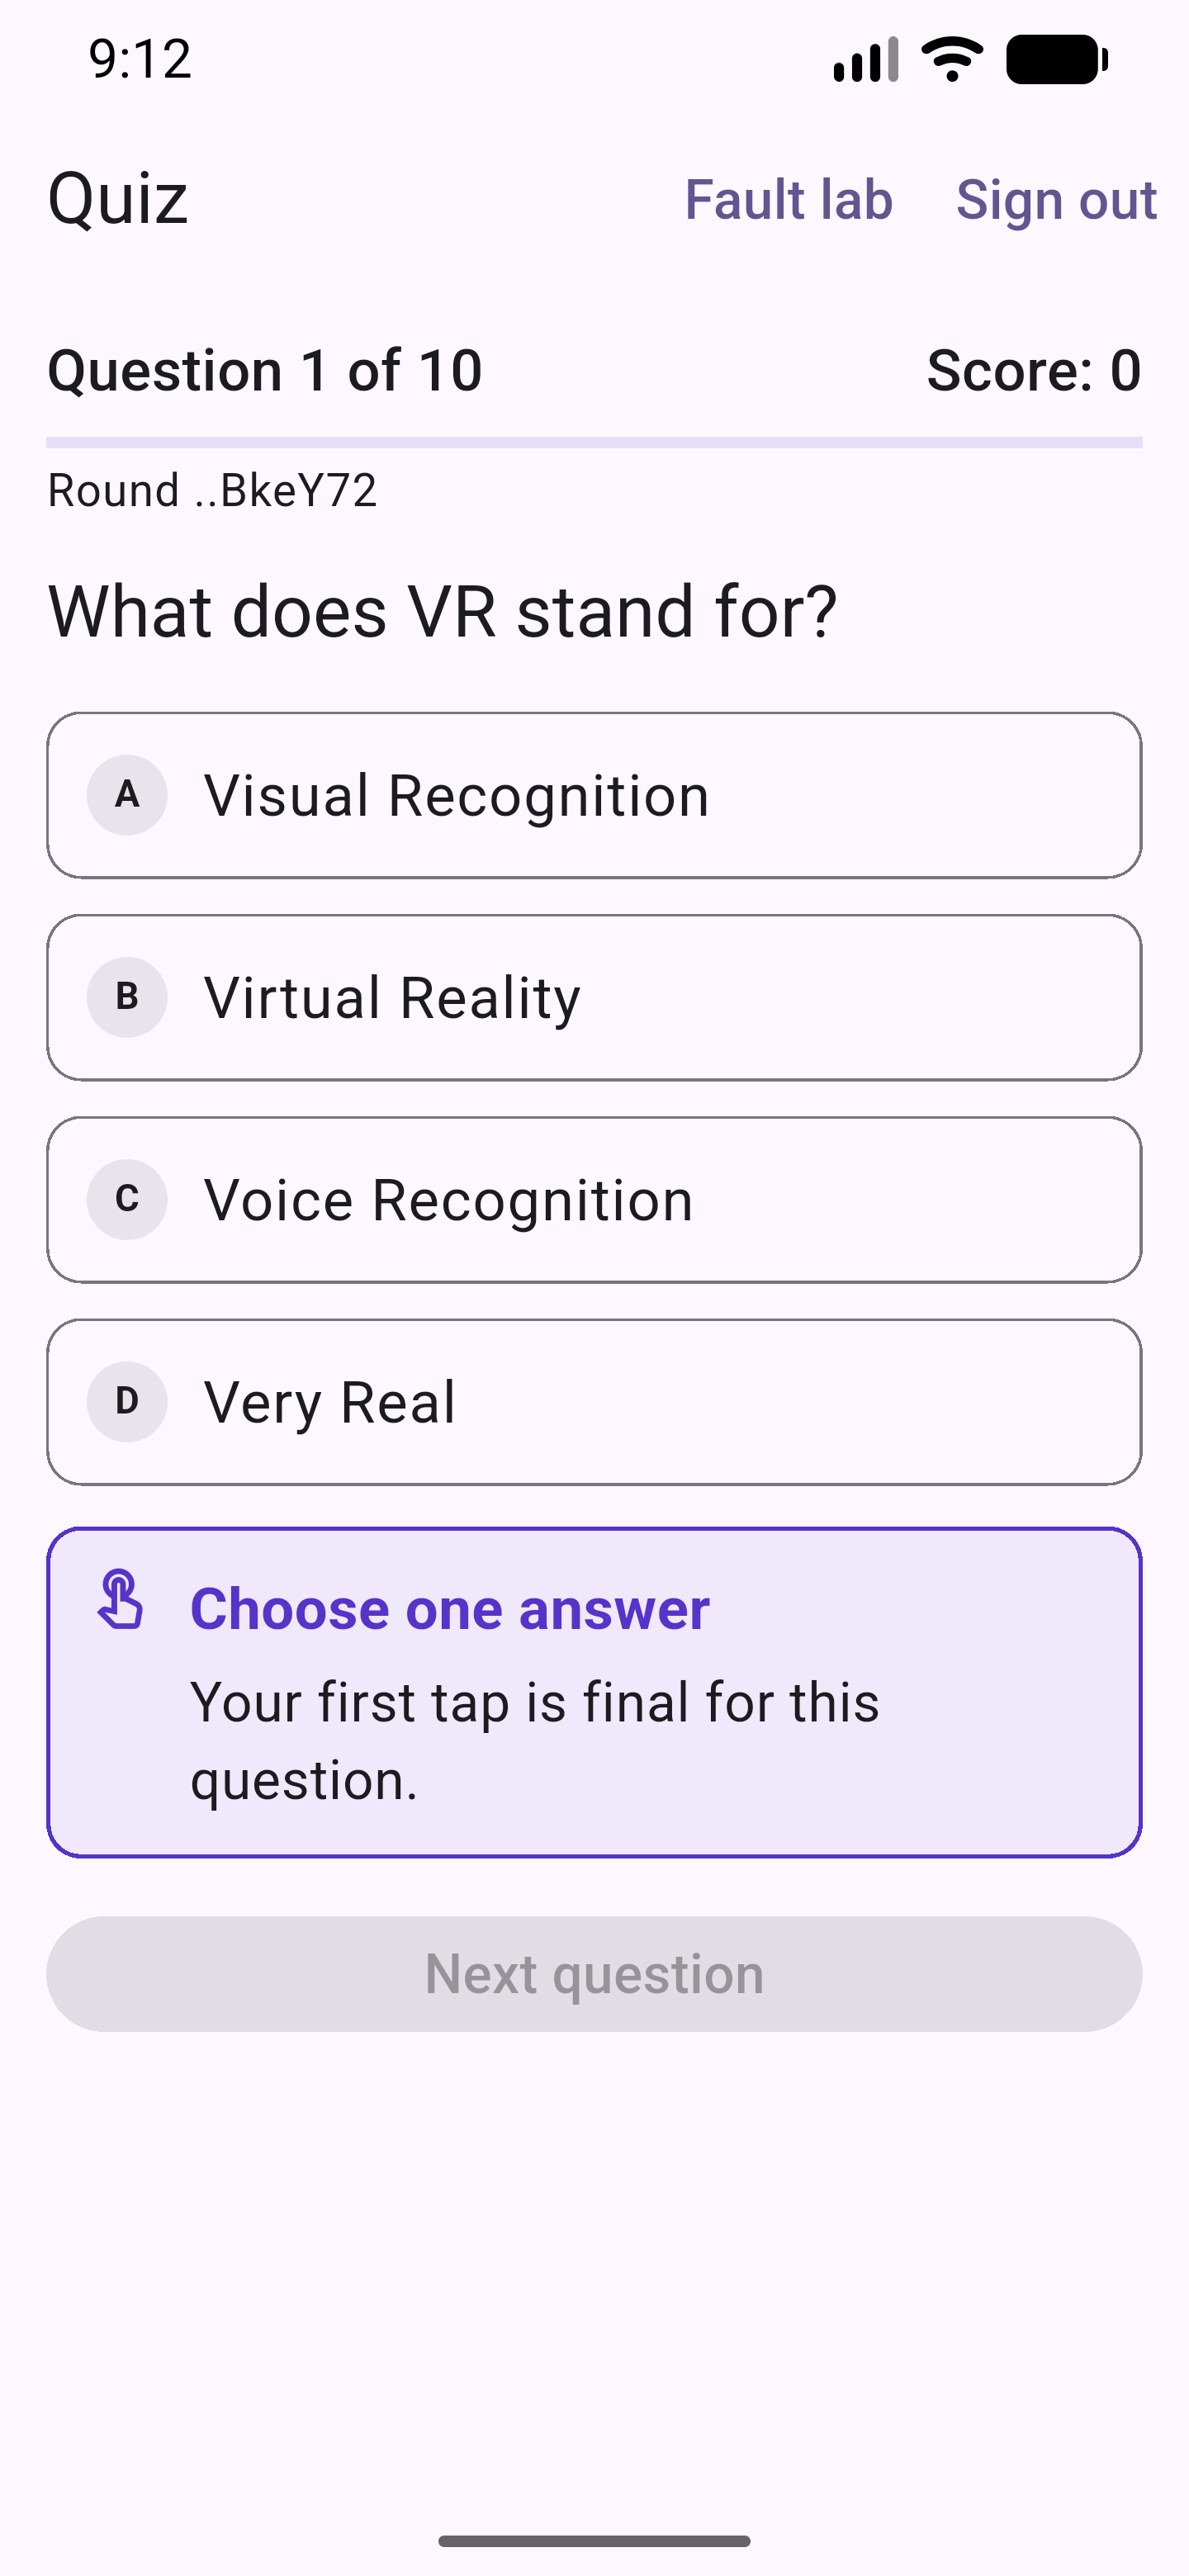 9:12
Quiz Fault lab Sign out
Question 1 of 10 Score: 0
Round ..BkeY72
What does VR stand for?
A Visual Recognition
B Virtual Reality
C Voice Recognition
D Very Real
Choose one answer
Your first tap is final for this
question.
Next question